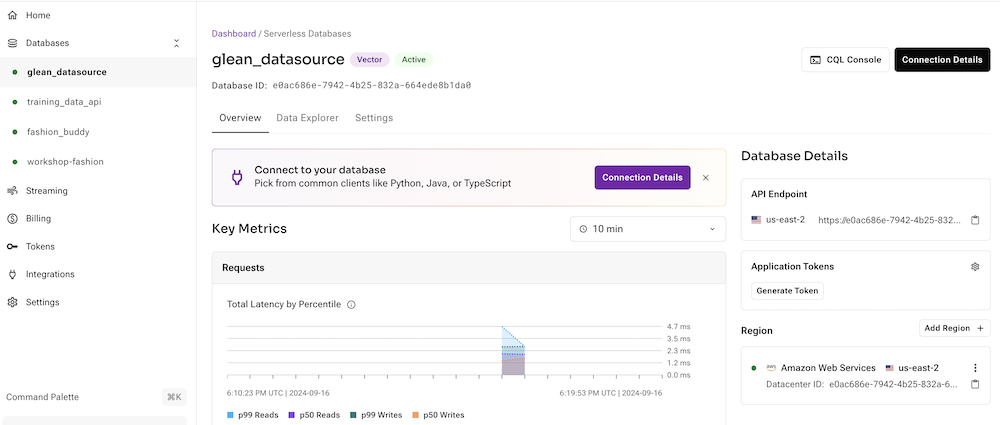 Home
Databases
glean_datasource
training_data_api
fashion_buddy
workshop-fashion
Streaming
Billing
Tokens
Integrations
Settings
Command Palette ⌘K
Dashboard / Serverless Databases
glean_datasource Vector Active
CQL Console Connection Details
Database ID: e0ac686e-7942-4b25-832a-664ede8b1da0
Overview Data Explorer Settings
Connect to your database
Pick from common clients like Python, Java, or TypeScript
Connection Details
Key Metrics 10 min
Requests
Total Latency by Percentile
4.7 ms
3.5 ms
2.3 ms
1.2 ms
0.0 ms
6:10:23 PM UTC | 2024-09-16 6:19:53 PM UTC | 2024-09-16
p99 Reads p50 Reads p99 Writes p50 Writes
Database Details
API Endpoint
us-east-2 https://e0ac686e-7942-4b25-832...
Application Tokens
Generate Token
Region Add Region +
aws Amazon Web Services us-east-2
Datacenter ID: e0ac686e-7942-4b25-832a-6...